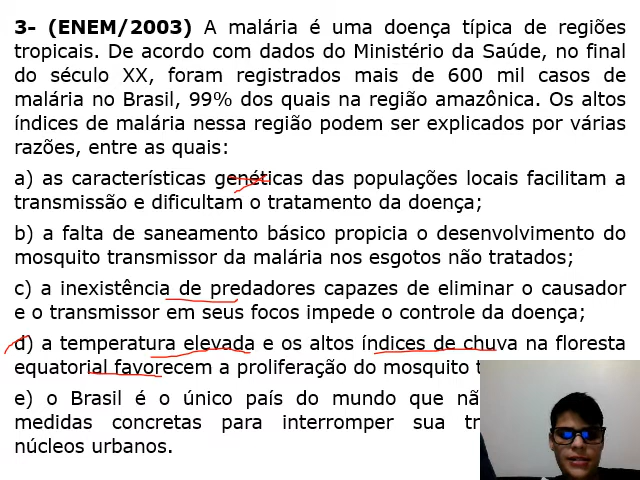 3- (ENEM/2003) A malária é uma doença típica de regiões
tropicais. De acordo com dados do Ministério da Saúde, no final
do século XX, foram registrados mais de 600 mil casos de
malária no Brasil, 99% dos quais na região amazônica. Os altos
índices de malária nessa região podem ser explicados por várias
razões, entre as quais:
a) as características genéticas das populações locais facilitam a
transmissão e dificultam o tratamento da doença;
b) a falta de saneamento básico propicia o desenvolvimento do
mosquito transmissor da malária nos esgotos não tratados;
c) a inexistência de predadores capazes de eliminar o causador
e o transmissor em seus focos impede o controle da doença;
d) a temperatura elevada e os altos índices de chuva na floresta
equatorial favorecem a proliferação do mosquito
e) o Brasil é o único país do mundo que
medidas concretas para interromper sua
núcleos urbanos.